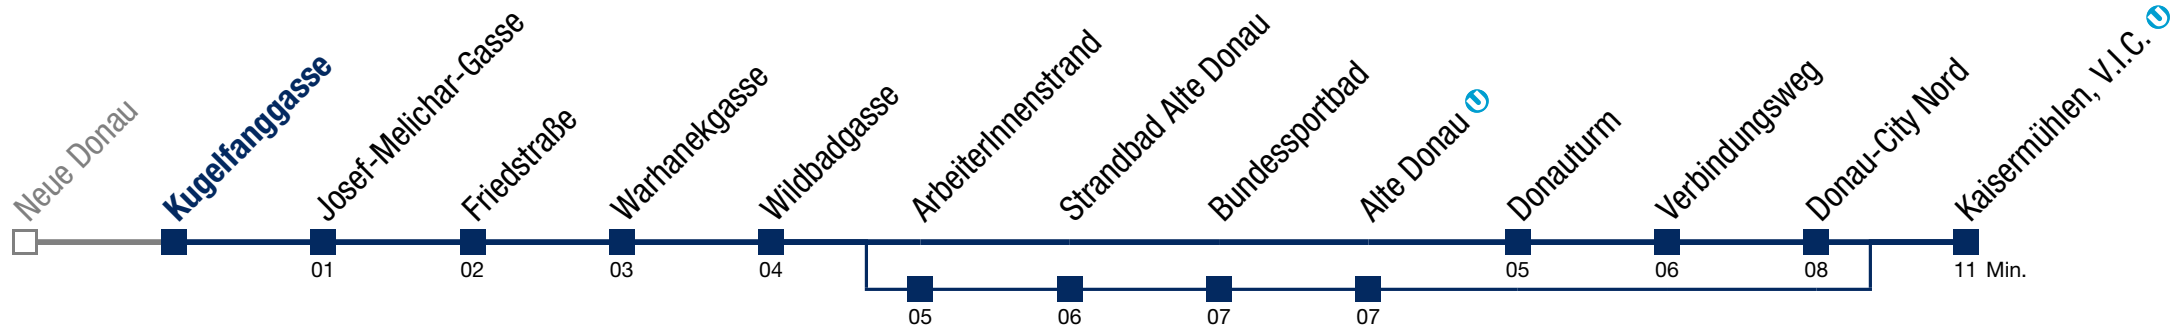 Neue Donau
Kugelfanggasse
Josef-Melichar-Gasse
Friedstraße
Warhanekgasse
Wildbadgasse
ArbeiterInnenstrand
Strandbad Alte Donau
Bundessportbad
Alte Donau U
Donauturm
Verbindungsweg
Donau-City Nord
Kaisermühlen, V.I.C. U
01 02 03 04 05 06 08 11 Min.
05 06 07 07